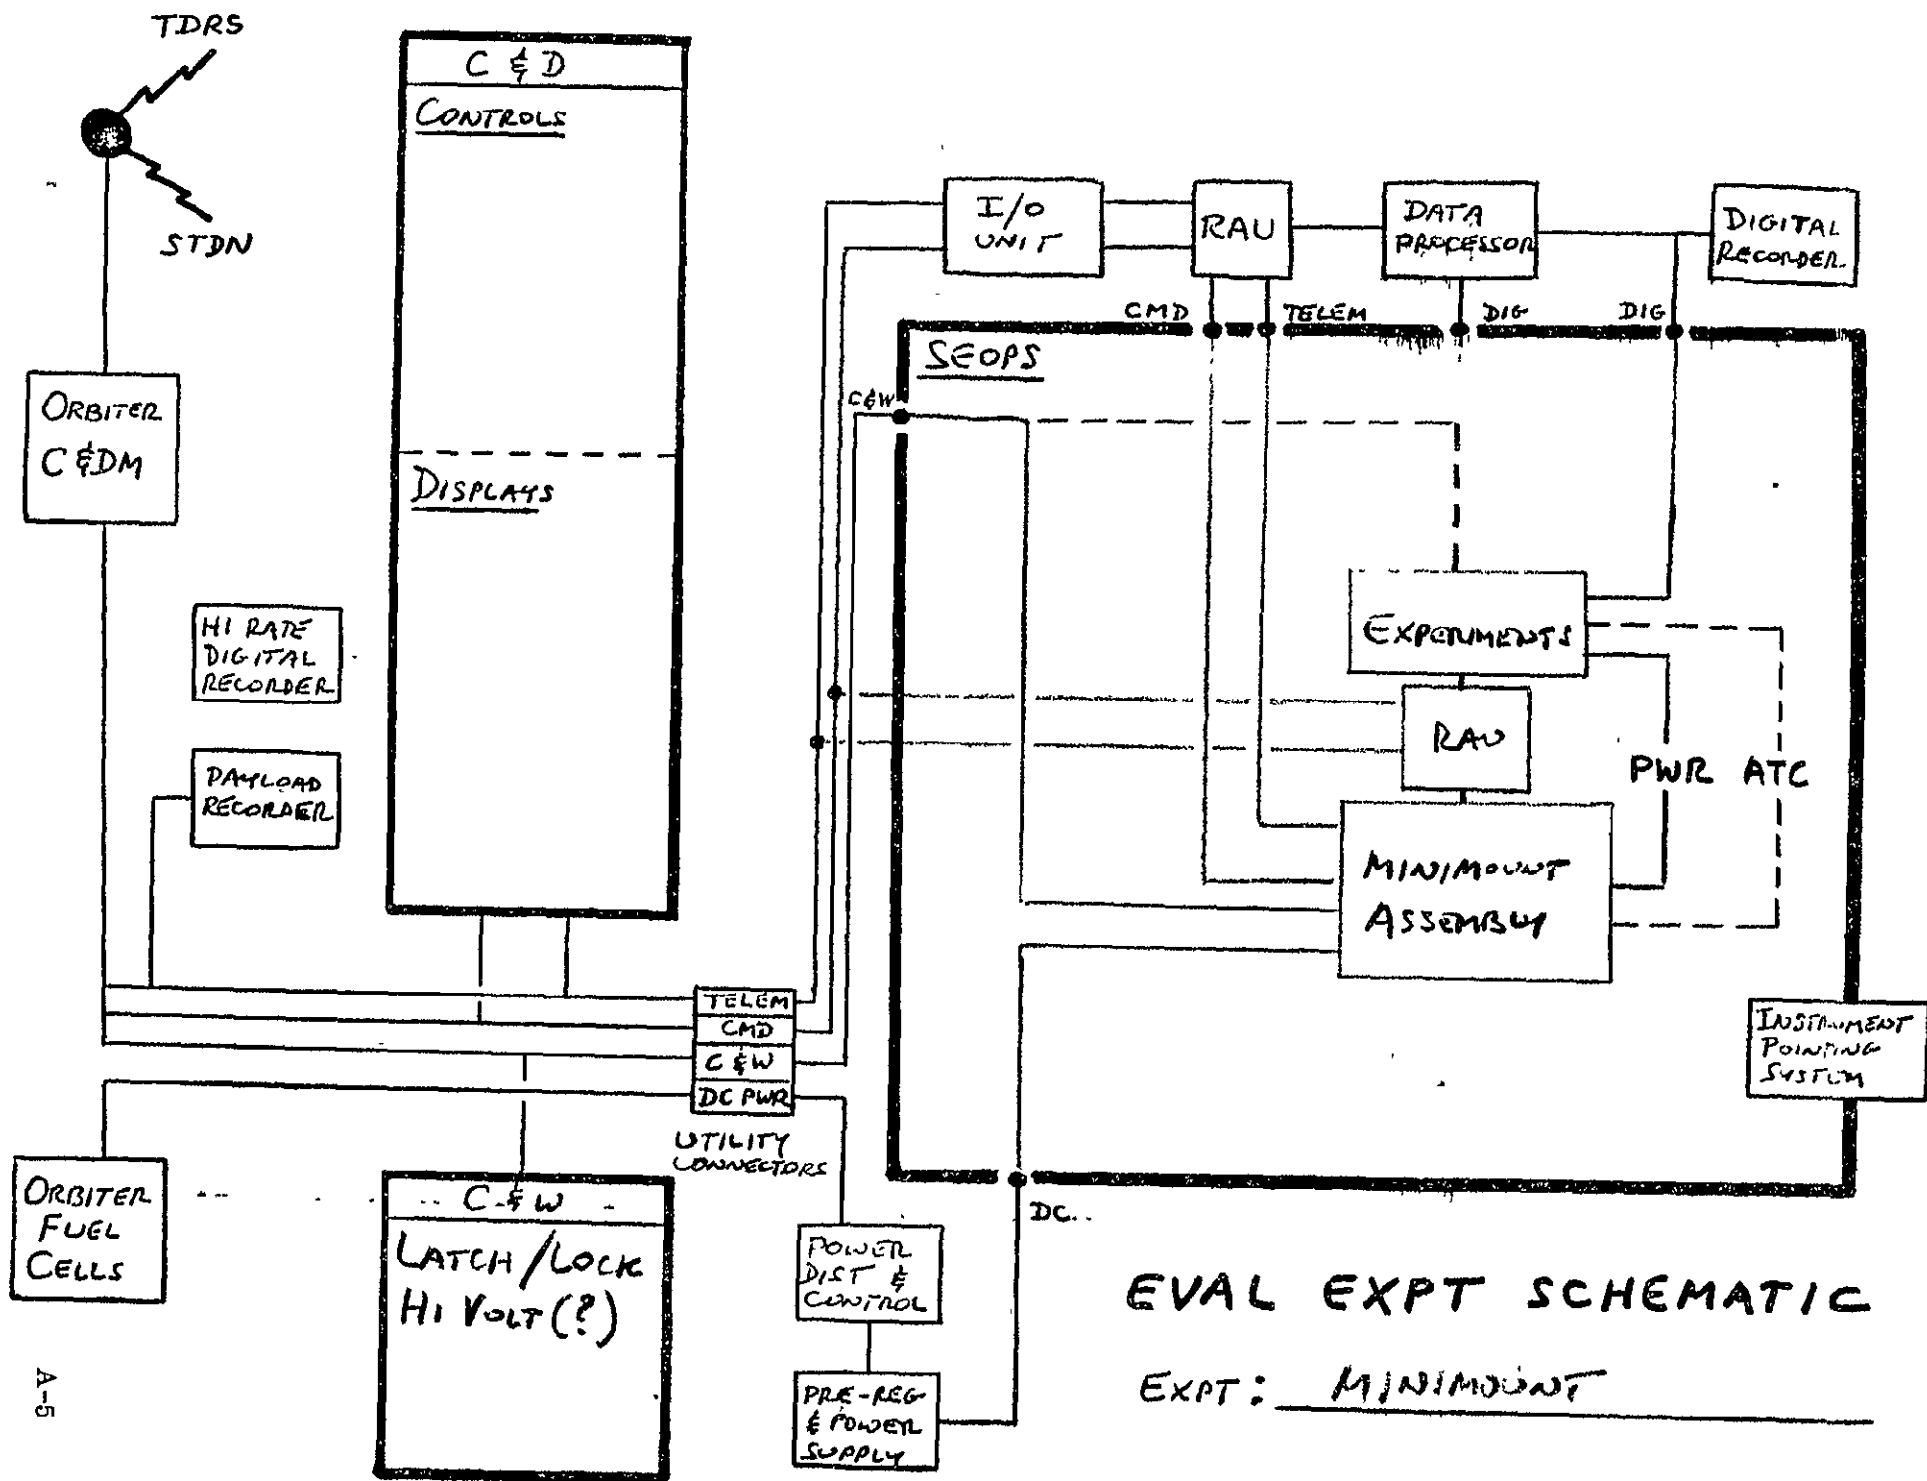 TDRS
STDN
ORBITER
C&DM
HI RATE
DIGITAL
RECORDER
PAYLOAD
RECORDER
ORBITER
FUEL
CELLS
C & D
CONTROLS
DISPLAYS
TELEM
CMD
C & W
DC PWR
UTILITY
CONNECTORS
C & W
LATCH/LOCK
HI VOLT(?)
POWER
DIST &
CONTROL
PRE-REG
& POWER
SUPPLY
I/O
UNIT
RAU
DATA
PROCESSOR
DIGITAL
RECORDER
CMD
TELEM
DIG
DIG
SEOPS
C&W
EXPERIMENTS
RAU
PWR
ATC
MINIMOUNT
ASSEMBLY
INSTRUMENT
POINTING
SYSTEM
DC
EVAL EXPT SCHEMATIC
EXPT: MINIMOUNT
A-5